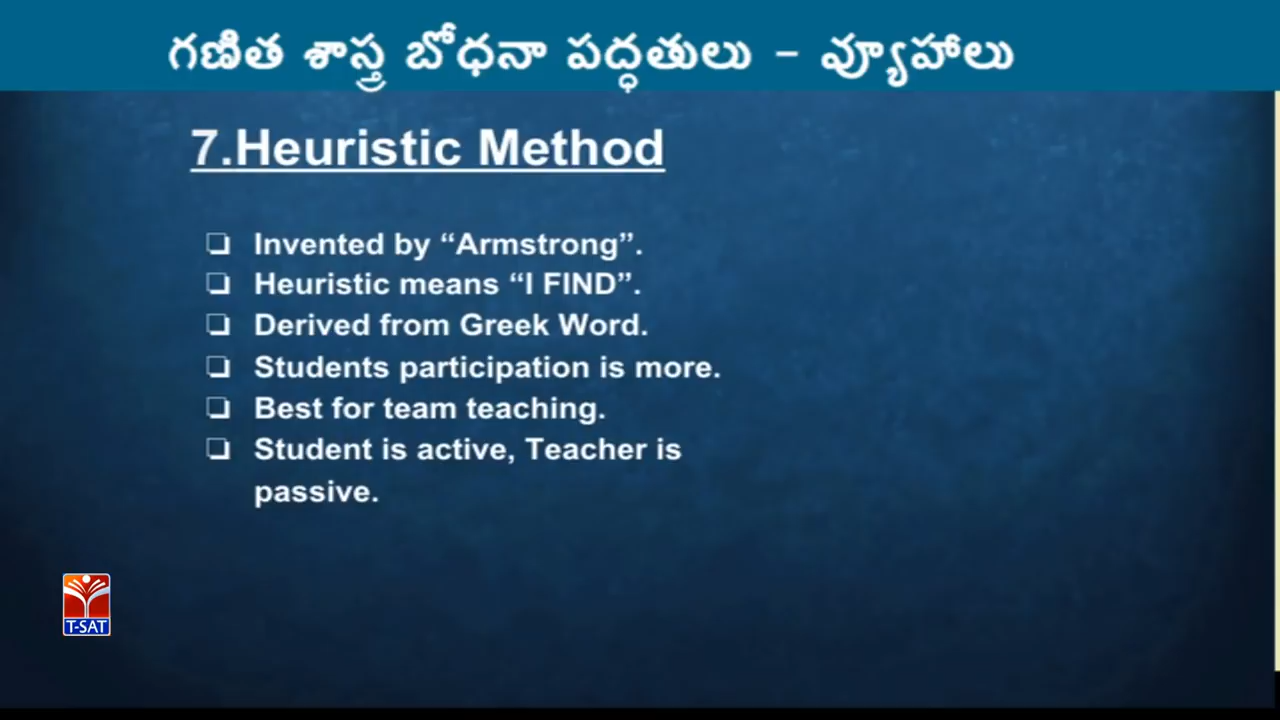 గణిత శాస్త్ర బోధనా పద్ధతులు - వ్యూహాలు
7.Heuristic Method
❑ Invented by “Armstrong”.
❑ Heuristic means “I FIND”.
❑ Derived from Greek Word.
❑ Students participation is more.
❑ Best for team teaching.
❑ Student is active, Teacher is
passive.
T-SAT